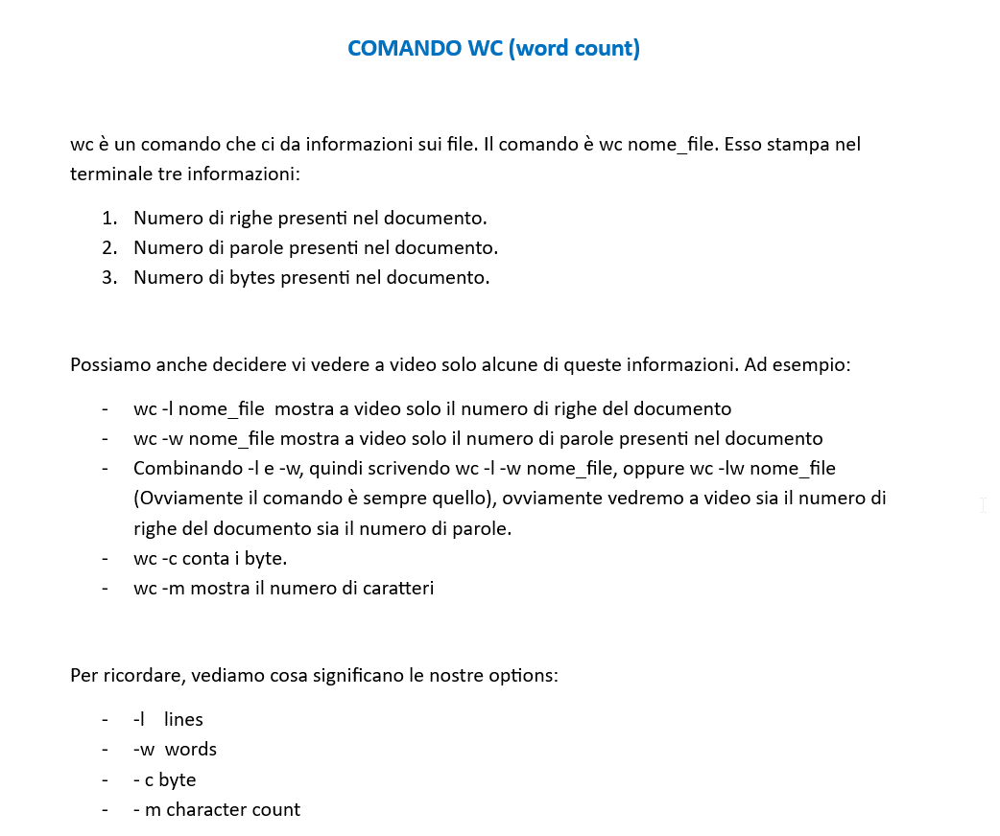 COMANDO WC (word count)
wc è un comando che ci da informazioni sui file. Il comando è wc nome_file. Esso stampa nel
terminale tre informazioni:
1. Numero di righe presenti nel documento.
2. Numero di parole presenti nel documento.
3. Numero di bytes presenti nel documento.
Possiamo anche decidere vi vedere a video solo alcune di queste informazioni. Ad esempio:
- wc -l nome_file  mostra a video solo il numero di righe del documento
- wc -w nome_file mostra a video solo il numero di parole presenti nel documento
- Combinando -l e -w, quindi scrivendo wc -l -w nome_file, oppure wc -lw nome_file
(Ovviamente il comando è sempre quello), ovviamente vedremo a video sia il numero di
righe del documento sia il numero di parole.
- wc -c conta i byte.
- wc -m mostra il numero di caratteri
Per ricordare, vediamo cosa significano le nostre options:
- -l   lines
- -w  words
- - c byte
- - m character count